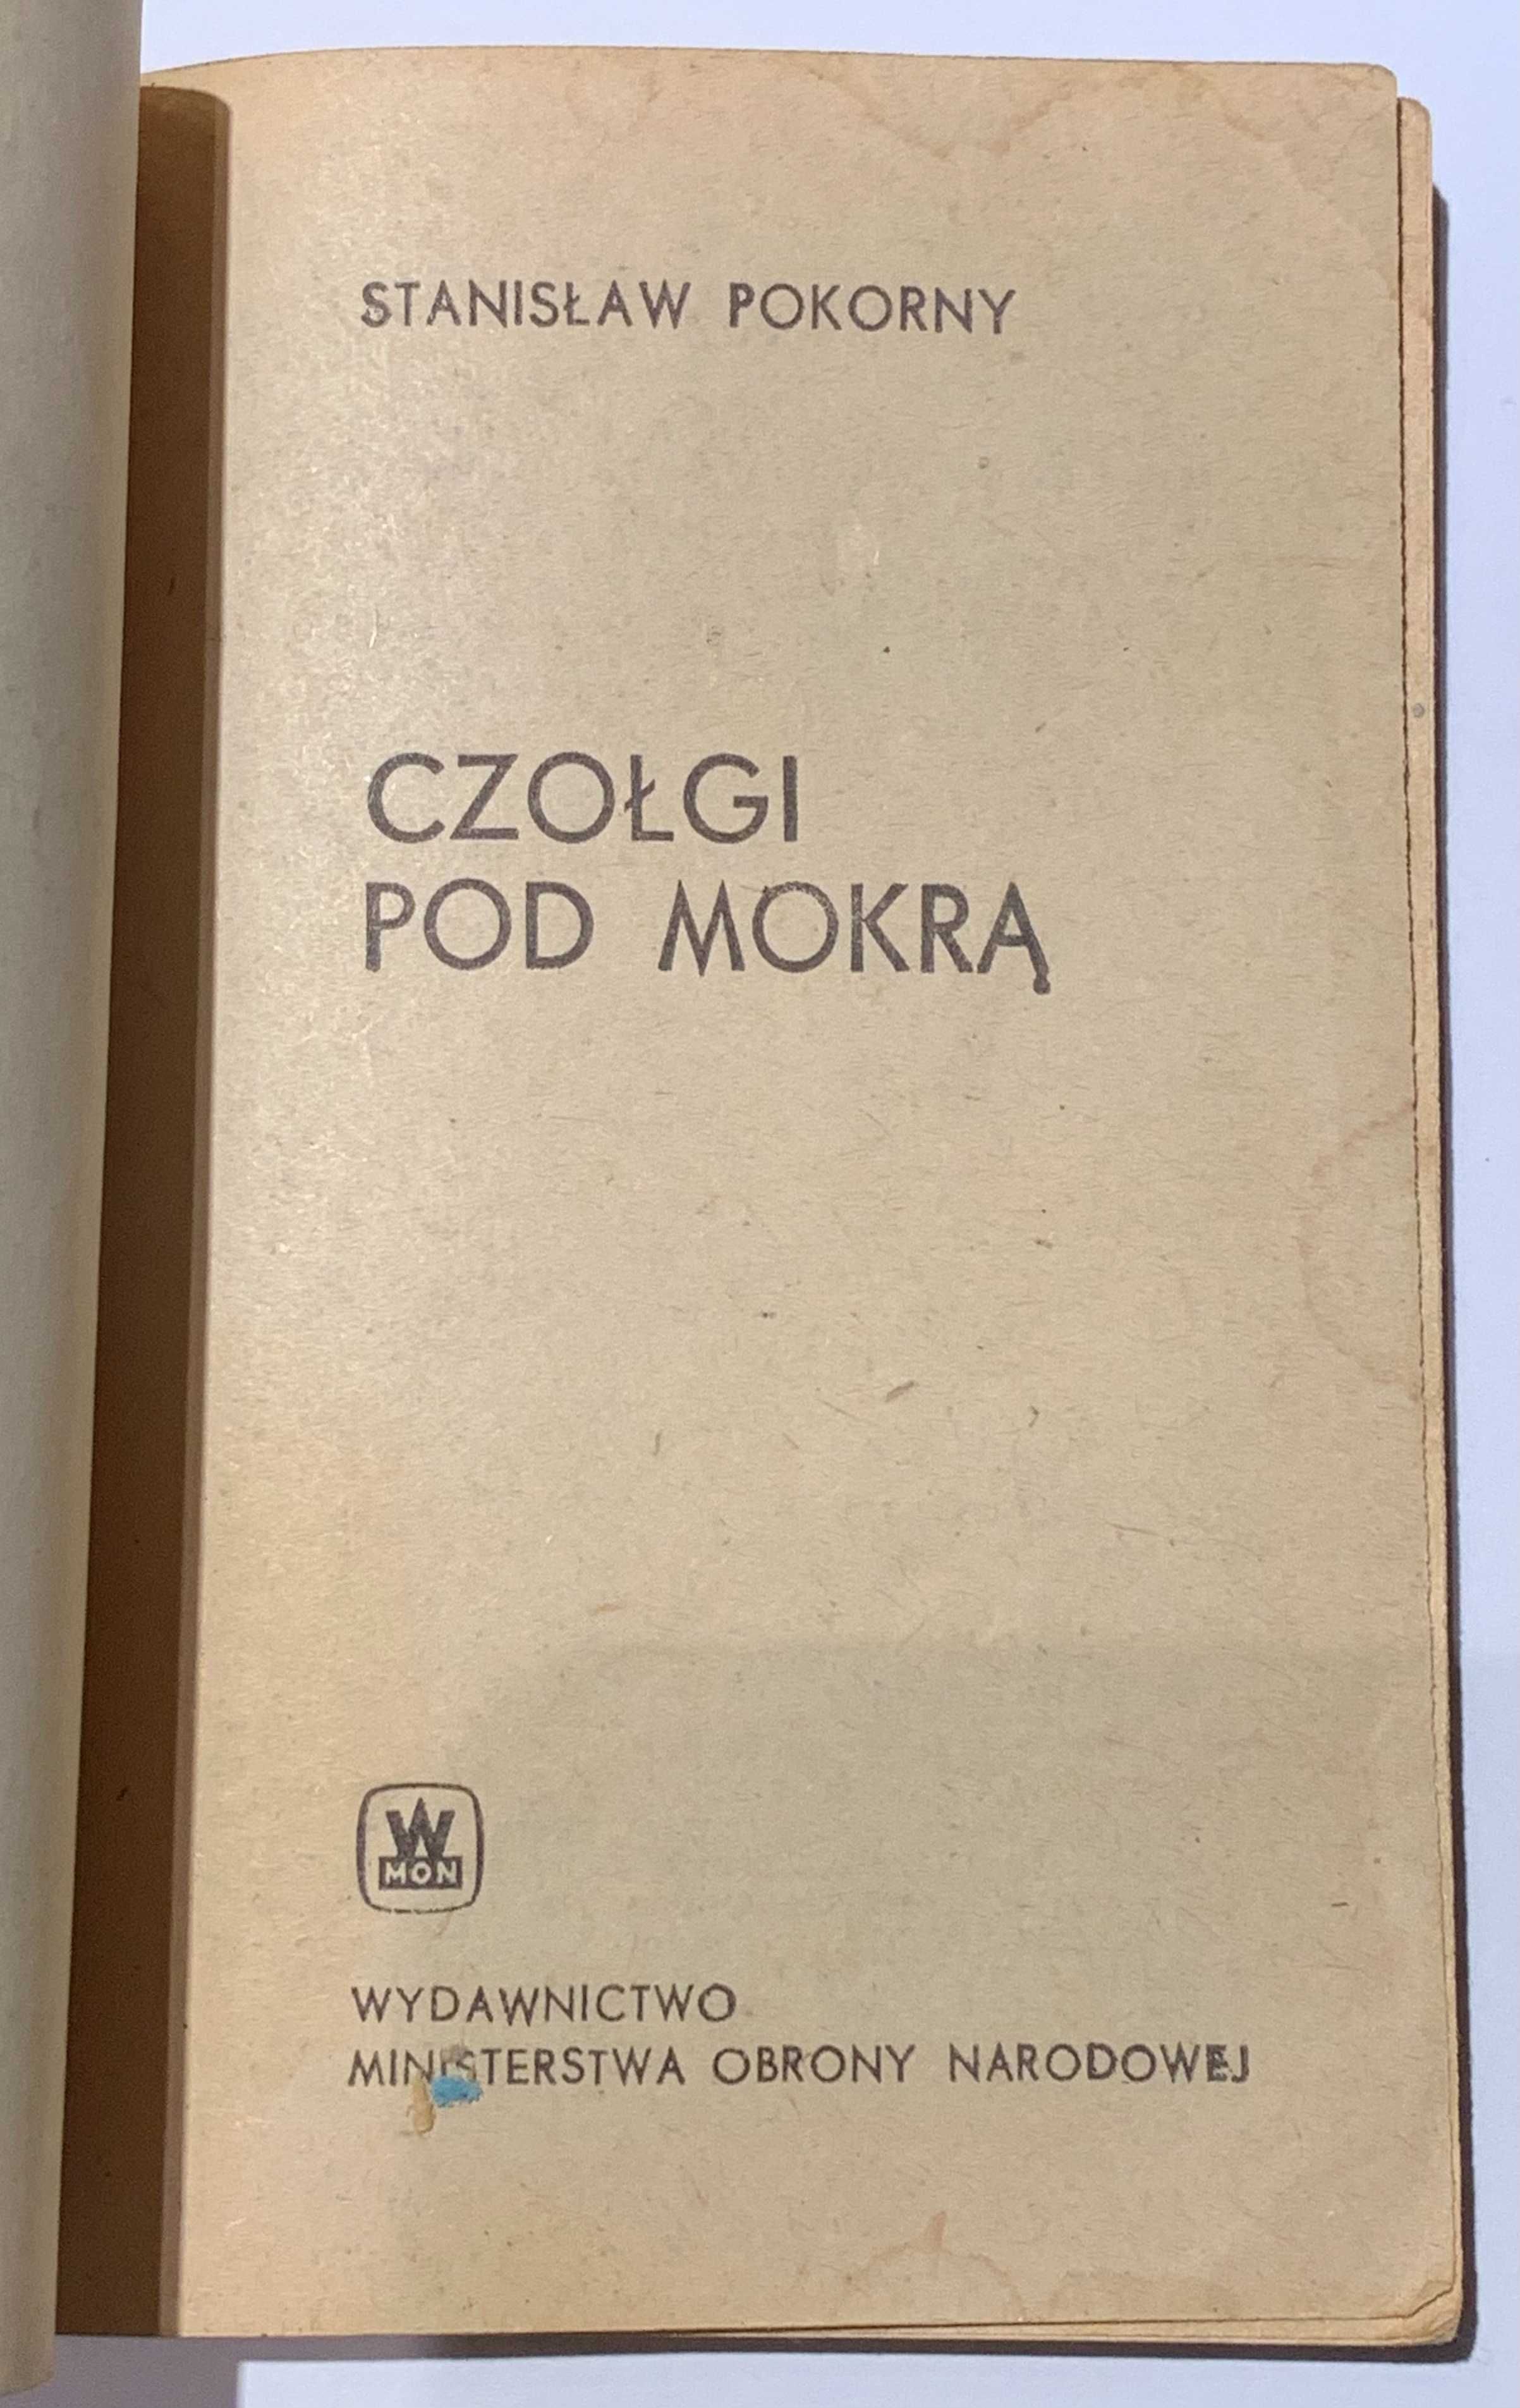 STANISŁAW POKORNY
CZOŁGI
POD MOKRĄ
W
MON
WYDAWNICTWO
MINISTERSTWA OBRONY NARODOWEJ